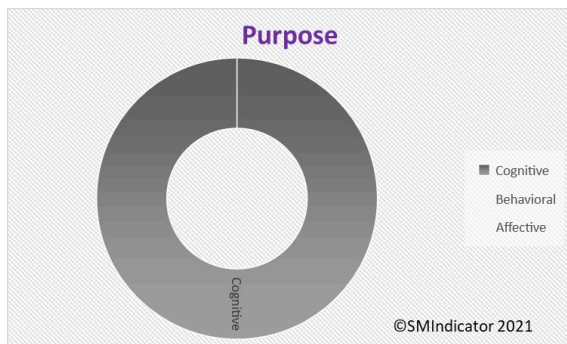 Purpose
Cognitive
Behavioral
Affective
Cognitive
©SMIndicator 2021